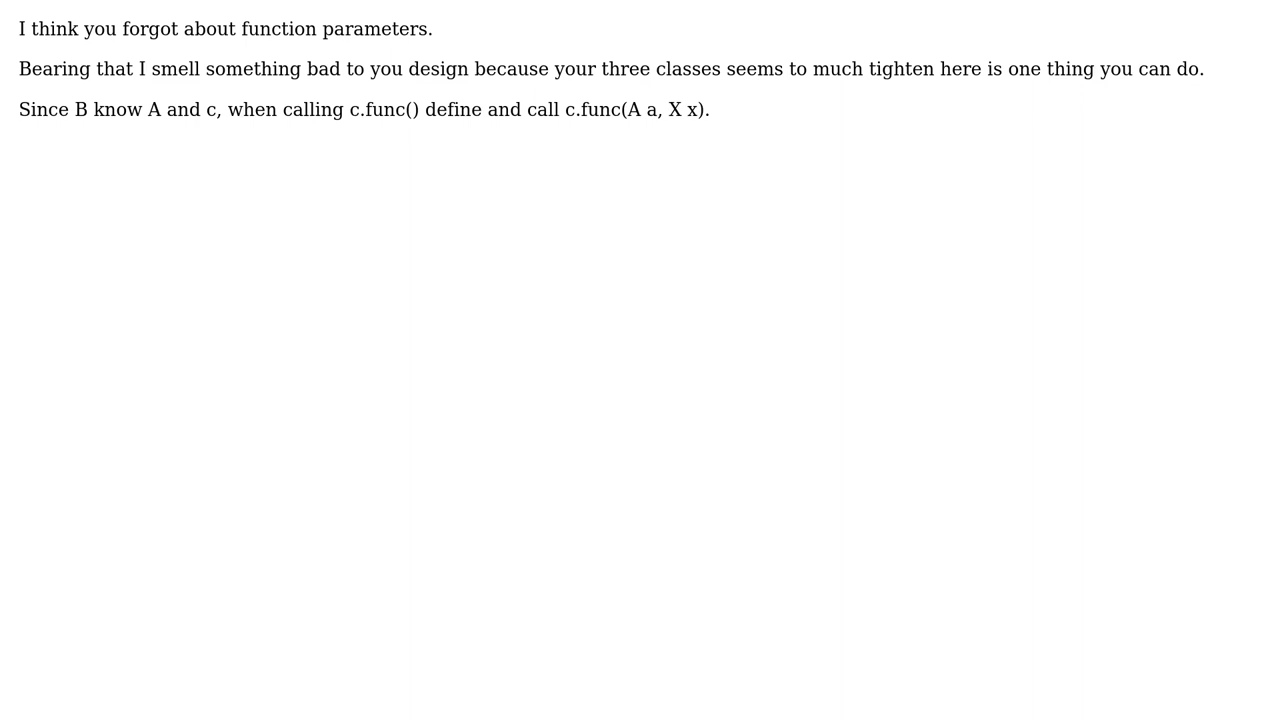 I think you forgot about function parameters.
Bearing that I smell something bad to you design because your three classes seems to much tighten here is one thing you can do.
Since B know A and c, when calling c.func() define and call c.func(A a, X x).